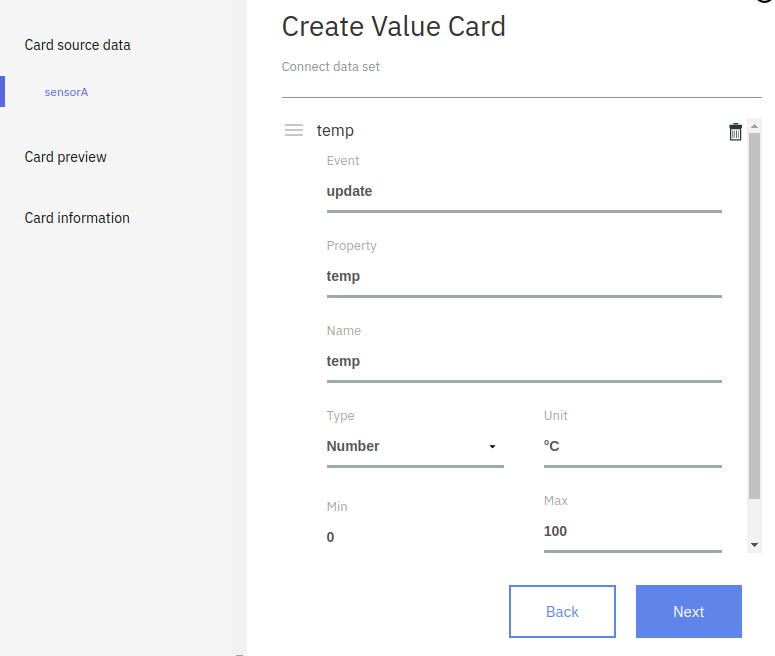 Create Value Card
Connect data set
Card source data
sensorA
Card preview
Card information
temp
Event
update
Property
temp
Name
temp
Type
Unit
Number
°C
Min
Max
0
100
Back
Next